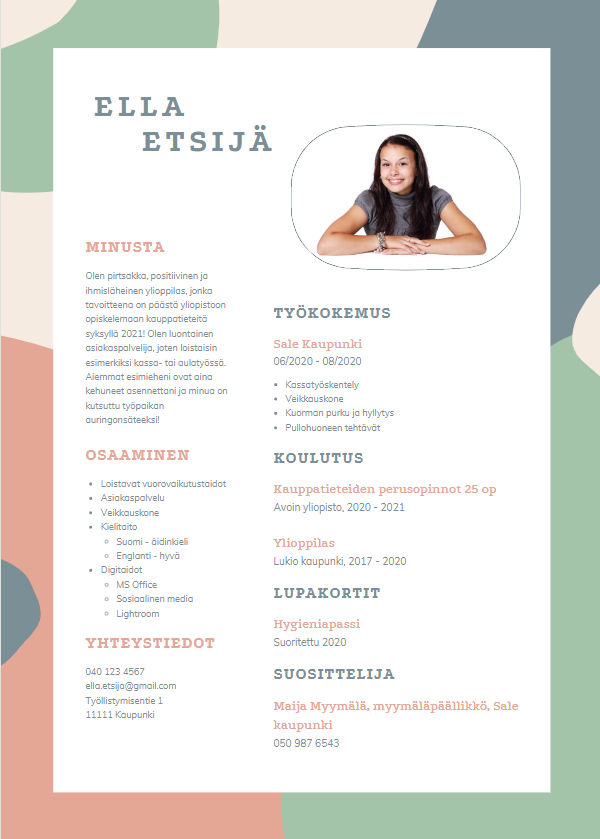 ELLA
ETSIJÄ
MINUSTA
Olen pirtsakka, positiivinen ja
ihmisläheinen ylioppilas, jonka
tavoitteena on päästä yliopistoon
opiskelemaan kauppatieteitä
syksyllä 2021! Olen luontainen
asiakaspalvelija, joten loistaisin
esimerkiksi kassa- tai aulatyössä.
Aiemmat esimieheni ovat aina
kehuneet asennettani ja minua on
kutsuttu työpaikan
auringonsäteeksi!
OSAAMINEN
• Loistavat vuorovaikutustaidot
• Asiakaspalvelu
• Veikkauskone
• Kielitaito
◦ Suomi - äidinkieli
◦ Englanti - hyvä
• Digitaidot
◦ MS Office
◦ Sosiaalinen media
◦ Lightroom
YHTEYSTIEDOT
040 123 4567
ella.etsija@gmail.com
Työllistymisentie 1
11111 Kaupunki
TYÖKOKEMUS
Sale Kaupunki
06/2020 - 08/2020
• Kassatyöskentely
• Veikkauskone
• Kuorman purku ja hyllytys
• Pullohuoneen tehtävät
KOULUTUS
Kauppatieteiden perusopinnot 25 op
Avoin yliopisto, 2020 - 2021
Ylioppilas
Lukio kaupunki, 2017 - 2020
LUPAKORTIT
Hygieniapassi
Suoritettu 2020
SUOSITTELIJA
Maija Myymälä, myymäläpäällikkö, Sale
kaupunki
050 987 6543